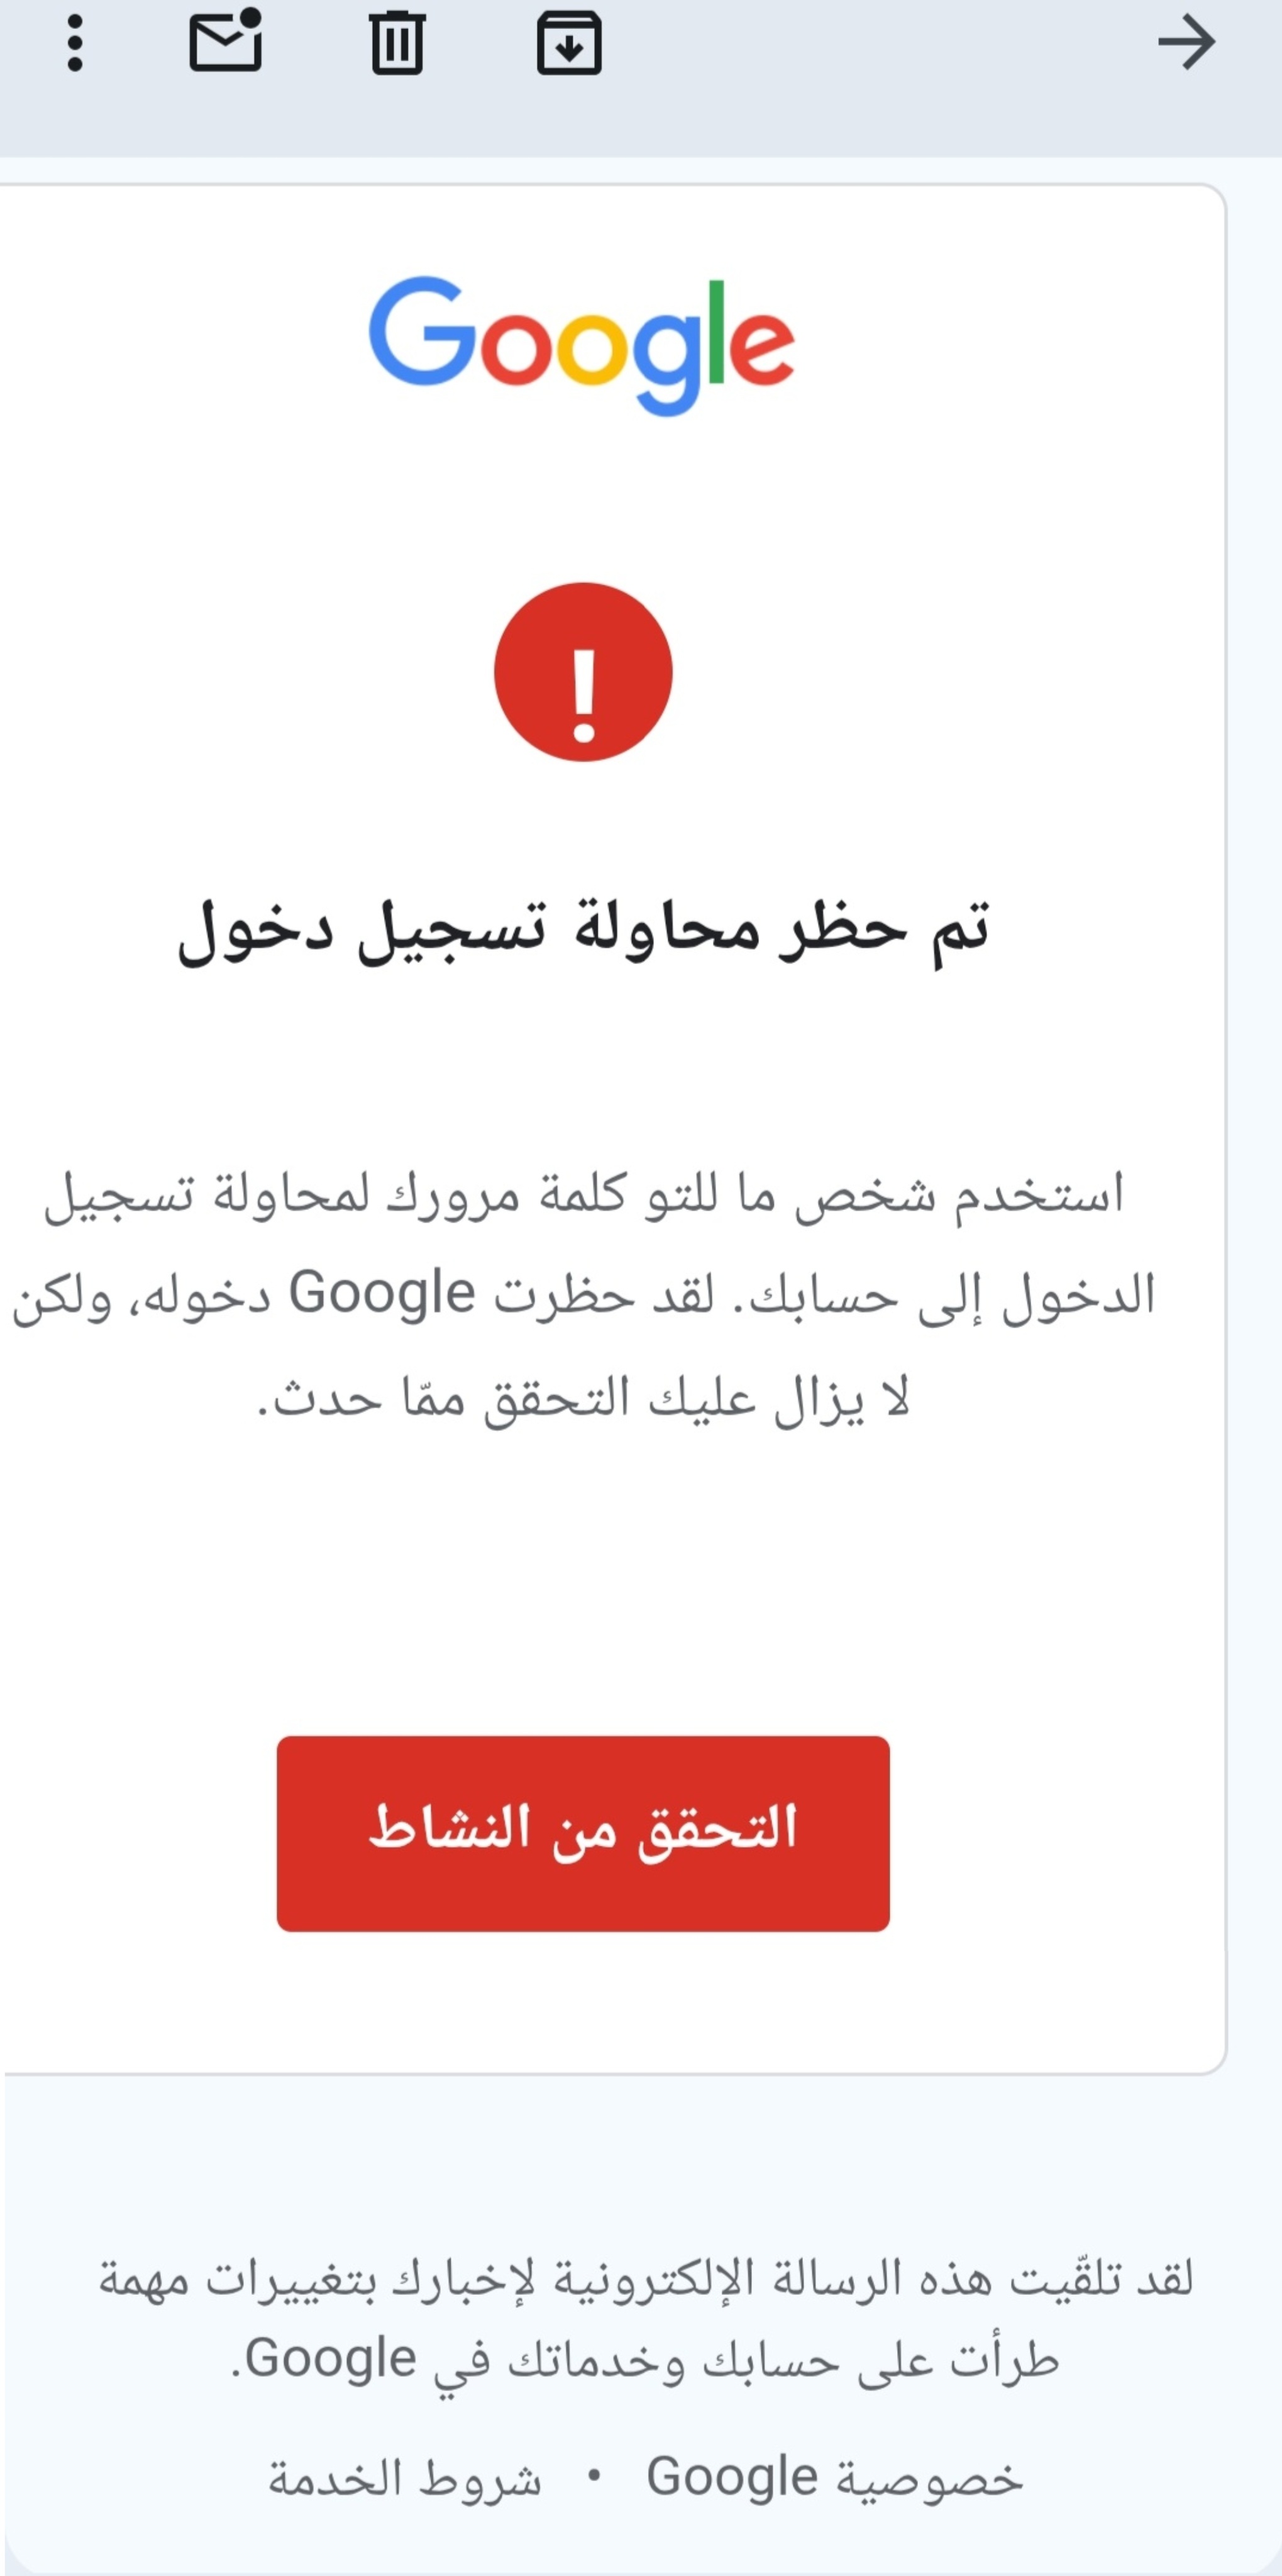 Google
!
تم حظر محاولة تسجيل دخول
استخدم شخص ما للتو كلمة مرورك لمحاولة تسجيل
الدخول إلى حسابك. لقد حظرت Google دخوله، ولكن
لا يزال عليك التحقق ممّا حدث.
التحقق من النشاط
لقد تلقّيت هذه الرسالة الإلكترونية لإخبارك بتغييرات مهمة
طرأت على حسابك وخدماتك في Google.
خصوصية Google • شروط الخدمة